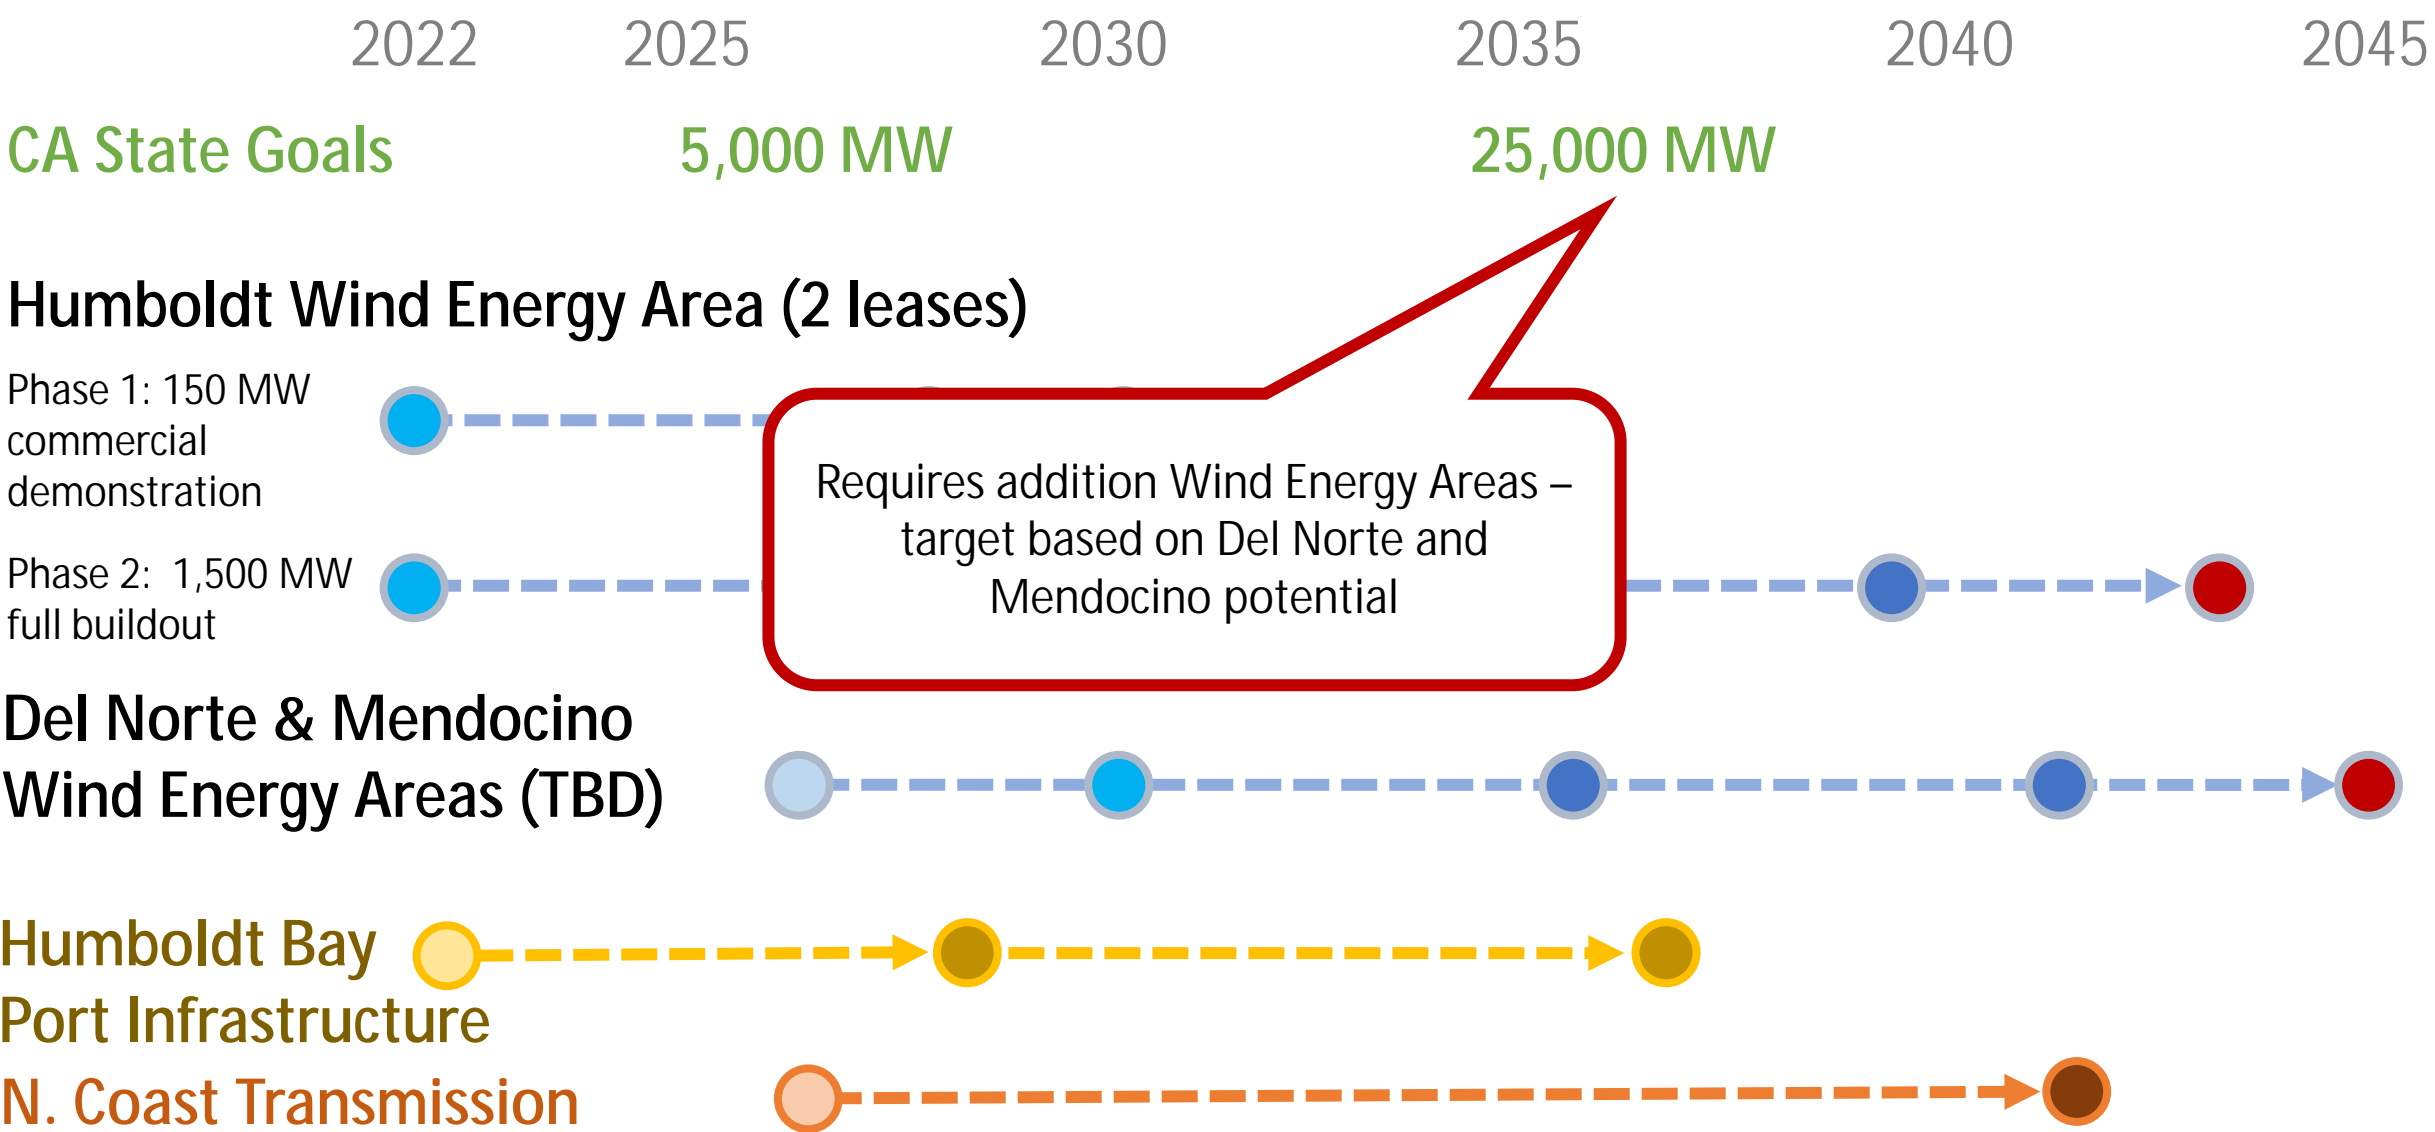 2022 2025 2030 2035 2040 2045
CA State Goals 5,000 MW 25,000 MW
Humboldt Wind Energy Area (2 leases)
Phase 1: 150 MW
commercial
demonstration
Requires addition Wind Energy Areas –
target based on Del Norte and
Mendocino potential
Phase 2: 1,500 MW
full buildout
Del Norte & Mendocino
Wind Energy Areas (TBD)
Humboldt Bay
Port Infrastructure
N. Coast Transmission